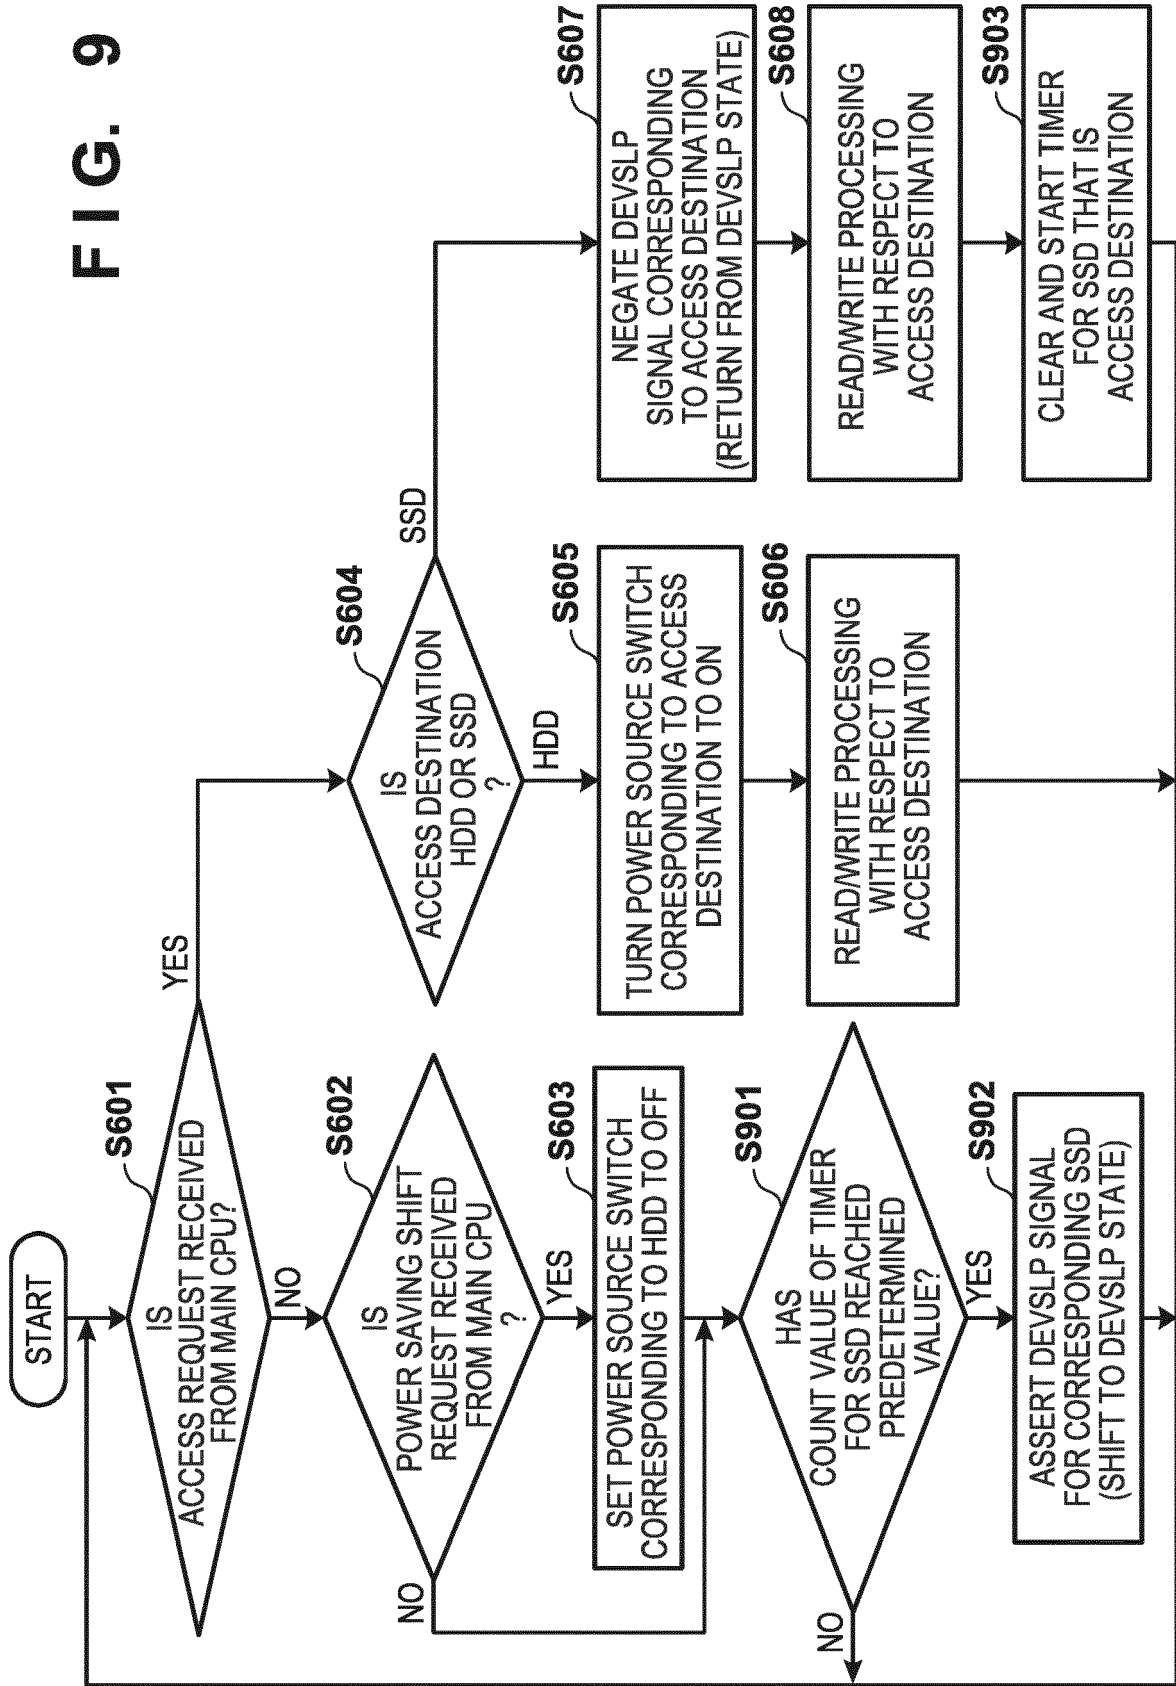 FIG. 9
START
S601
IS
ACCESS REQUEST RECEIVED
FROM MAIN CPU?
YES
NO
S602
IS
POWER SAVING SHIFT
REQUEST RECEIVED
FROM MAIN CPU
?
NO
YES
S603
SET POWER SOURCE SWITCH
CORRESPONDING TO HDD TO OFF
S901
HAS
COUNT VALUE OF TIMER
FOR SSD REACHED
PREDETERMINED
VALUE?
NO
YES
S902
ASSERT DEVSLP SIGNAL
FOR CORRESPONDING SSD
(SHIFT TO DEVSLP STATE)
S604
IS
ACCESS DESTINATION
HDD OR SSD
?
SSD
HDD
S605
TURN POWER SOURCE SWITCH
CORRESPONDING TO ACCESS
DESTINATION TO ON
S606
READ/WRITE PROCESSING
WITH RESPECT TO
ACCESS DESTINATION
S607
NEGATE DEVSLP
SIGNAL CORRESPONDING
TO ACCESS DESTINATION
(RETURN FROM DEVSLP STATE)
S608
READ/WRITE PROCESSING
WITH RESPECT TO
ACCESS DESTINATION
S903
CLEAR AND START TIMER
FOR SSD THAT IS
ACCESS DESTINATION